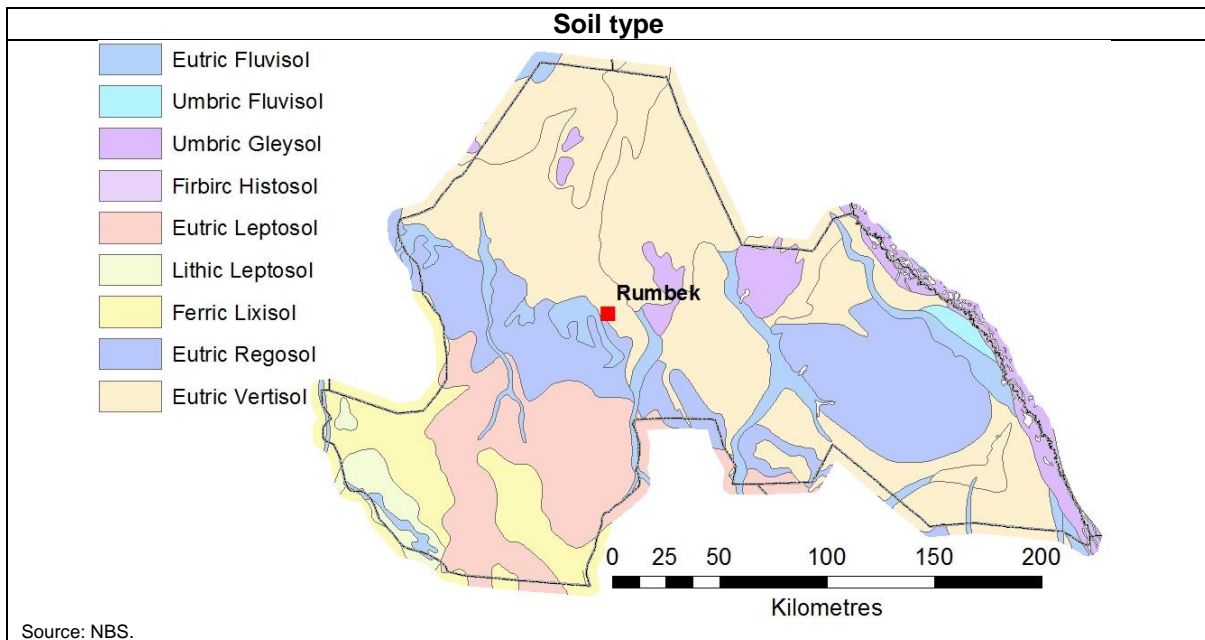 Soil type
Eutric Fluvisol
Umbric Fluvisol
Umbric Gleysol
Firbirc Histosol
Eutric Leptosol
Lithic Leptosol
Ferric Lixisol
Eutric Regosol
Eutric Vertisol
Rumbek
0 25 50 100 150 200
Kilometres
Source: NBS.